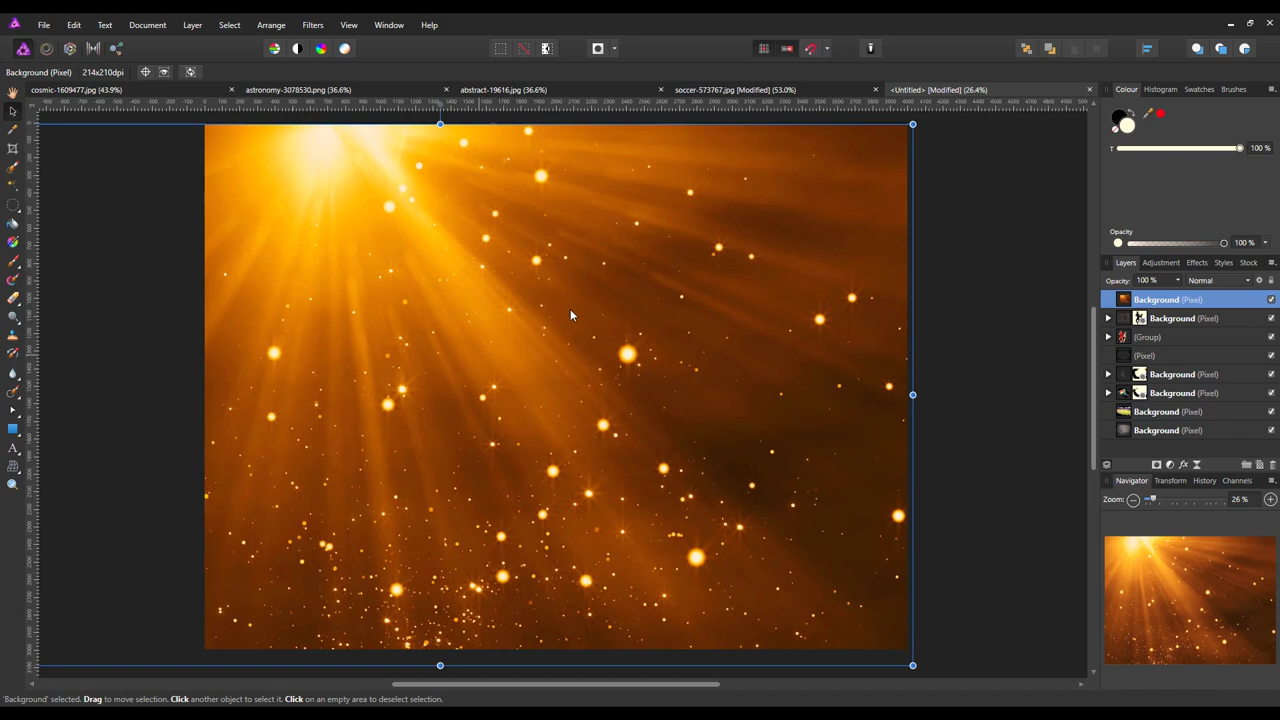 File Edit Text Document Layer Select Arrange Filters View Window Help
Background (Pixel) 214x210dpi
cosmic-1609477.jpg (43.9%) astronomy-3078530.png (36.6%) abstract-19616.jpg (36.6%) soccer-573767.jpg [Modified] (53.0%) <Untitled> [Modified] (26.4%)
Colour Histogram Swatches Brushes
T 100 %
Opacity
100 %
Layers Adjustment Effects Styles Stock
Opacity: 100 % Normal
Background (Pixel)
Background (Pixel)
(Group)
(Pixel)
Background (Pixel)
Background (Pixel)
Background (Pixel)
Background (Pixel)
Navigator Transform History Channels
Zoom: 26 %
'Background' selected. Drag to move selection. Click another object to select it. Click on an empty area to deselect selection.